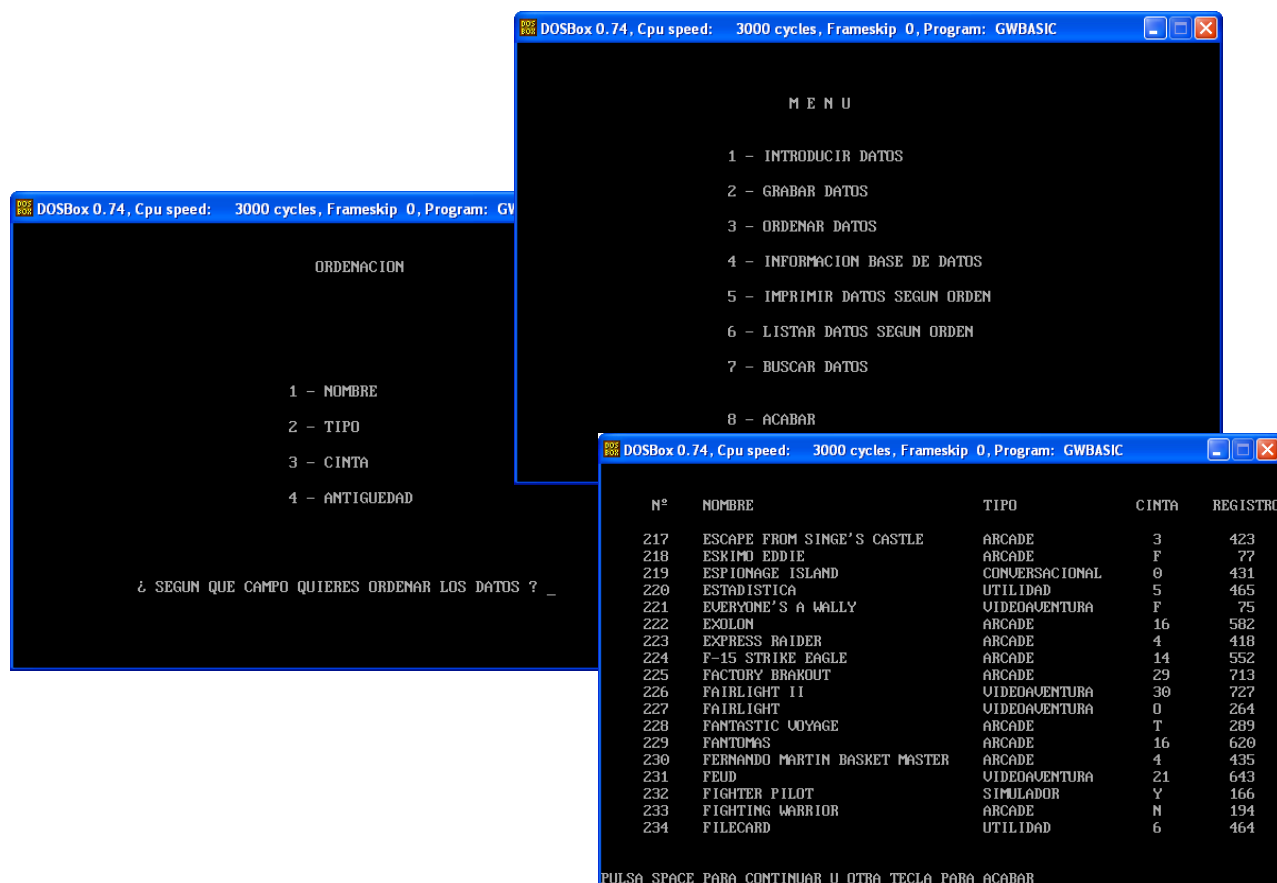 DOSBox 0.74, Cpu speed: 3000 cycles, Frameskip 0, Program: GWBASIC
M E N U
1 - INTRODUCIR DATOS
2 - GRABAR DATOS
3 - ORDENAR DATOS
4 - INFORMACION BASE DE DATOS
5 - IMPRIMIR DATOS SEGUN ORDEN
6 - LISTAR DATOS SEGUN ORDEN
7 - BUSCAR DATOS
8 - ACABAR
DOSBox 0.74, Cpu speed: 3000 cycles, Frameskip 0, Program: GW
ORDENACION
1 - NOMBRE
2 - TIPO
3 - CINTA
4 - ANTIGUEDAD
¿ SEGUN QUE CAMPO QUIERES ORDENAR LOS DATOS ? _
DOSBox 0.74, Cpu speed: 3000 cycles, Frameskip 0, Program: GWBASIC
Nº NOMBRE TIPO CINTA REGISTRO
217 ESCAPE FROM SINGE'S CASTLE ARCADE 3 423
218 ESKIMO EDDIE ARCADE F 77
219 ESPIONAGE ISLAND CONVERSACIONAL 0 431
220 ESTADISTICA UTILIDAD 5 465
221 EVERYONE'S A WALLY VIDEOAVENTURA F 75
222 EXOLON ARCADE 16 582
223 EXPRESS RAIDER ARCADE 4 418
224 F-15 STRIKE EAGLE ARCADE 14 552
225 FACTORY BRAKOUT ARCADE 29 713
226 FAIRLIGHT II VIDEOAVENTURA 30 727
227 FAIRLIGHT VIDEOAVENTURA O 264
228 FANTASTIC VOYAGE ARCADE T 289
229 FANTOMAS ARCADE 16 620
230 FERNANDO MARTIN BASKET MASTER ARCADE 4 435
231 FEUD VIDEOAVENTURA 21 643
232 FIGHTER PILOT SIMULADOR Y 166
233 FIGHTING WARRIOR ARCADE N 194
234 FILECARD UTILIDAD 6 464
PULSA SPACE PARA CONTINUAR U OTRA TECLA PARA ACABAR